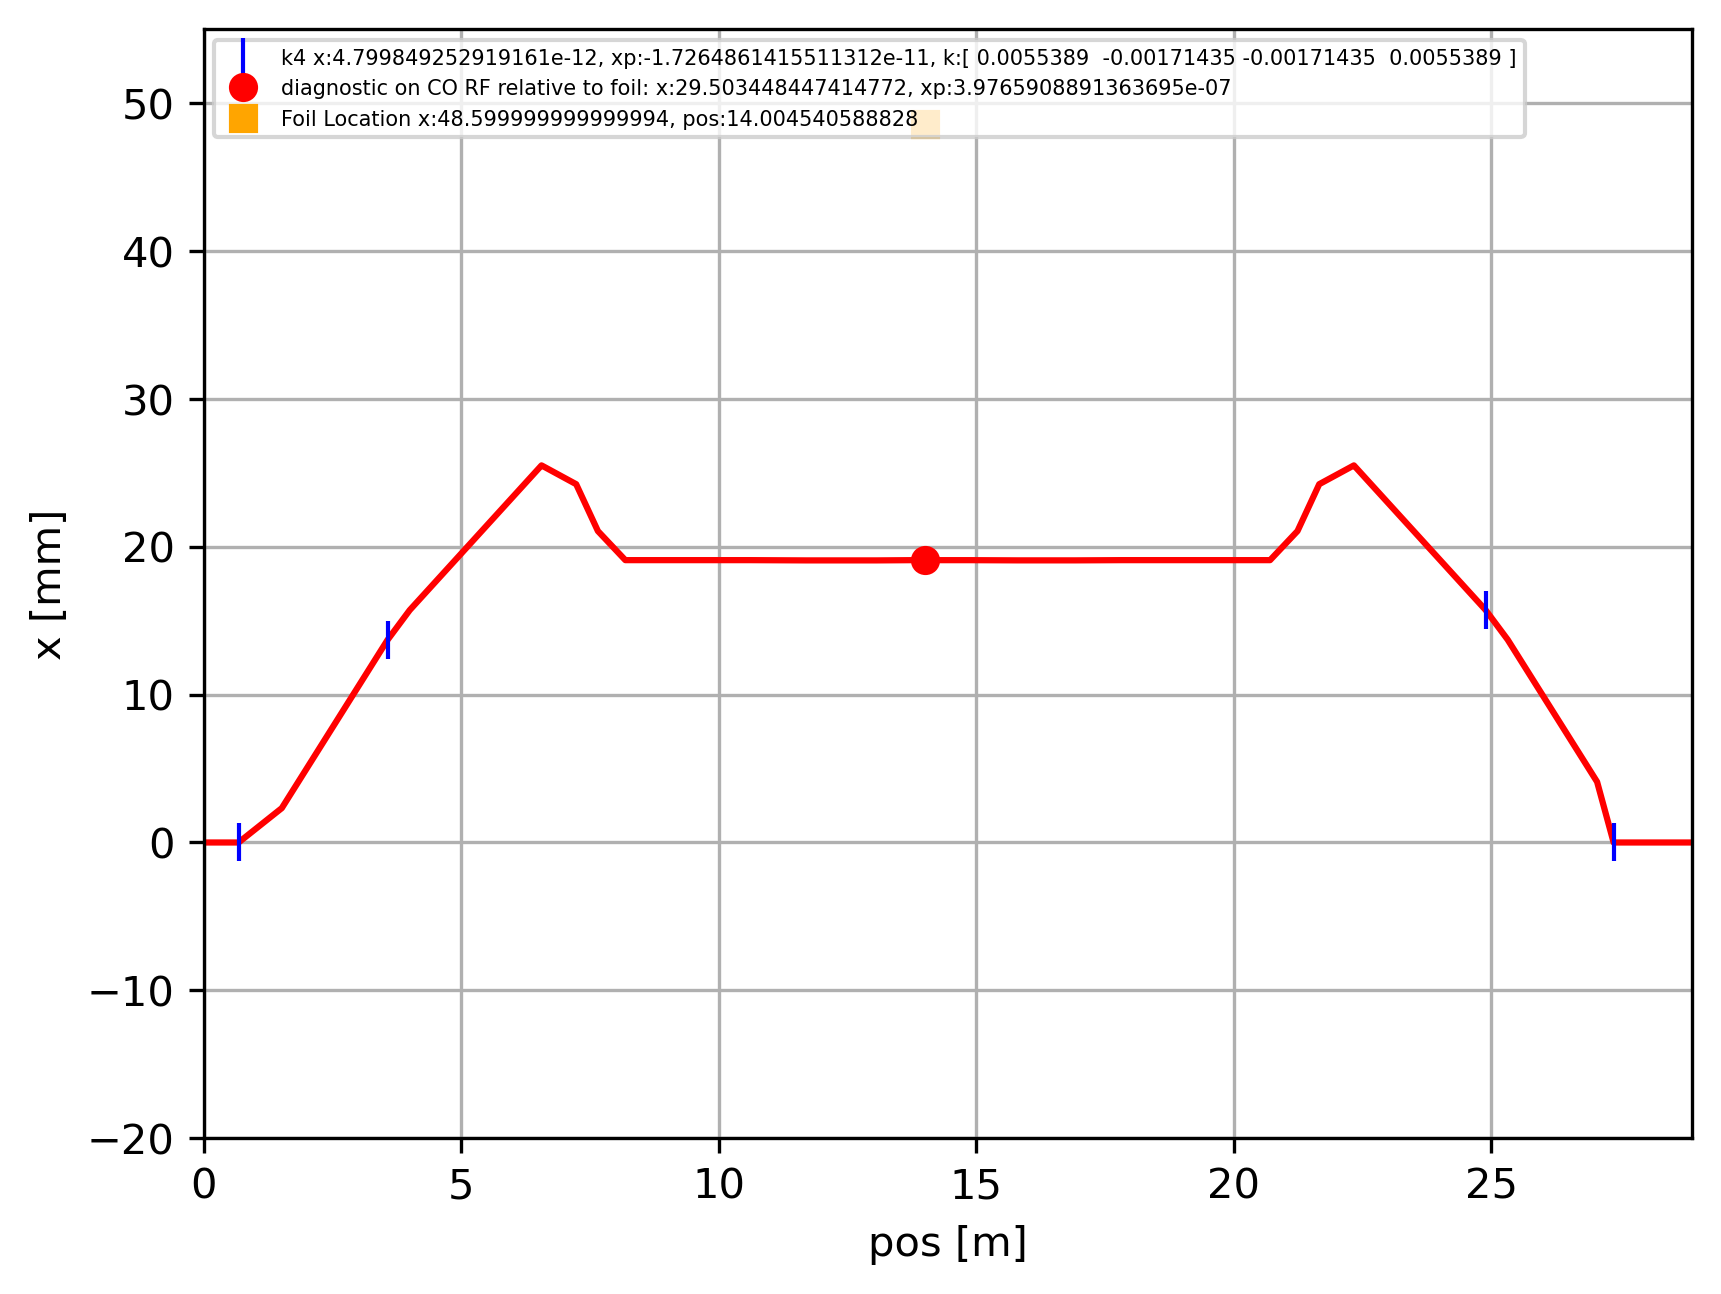 k4 x:4.799849252919161e-12, xp:-1.7264861415511312e-11, k:[ 0.0055389  -0.00171435 -0.00171435  0.0055389 ]
diagnostic on CO RF relative to foil: x:29.503448447414772, xp:3.9765908891363695e-07
Foil Location x:48.599999999999994, pos:14.004540588828
50
40
30
20
10
0
−10
−20
x [mm]
0 5 10 15 20 25
pos [m]